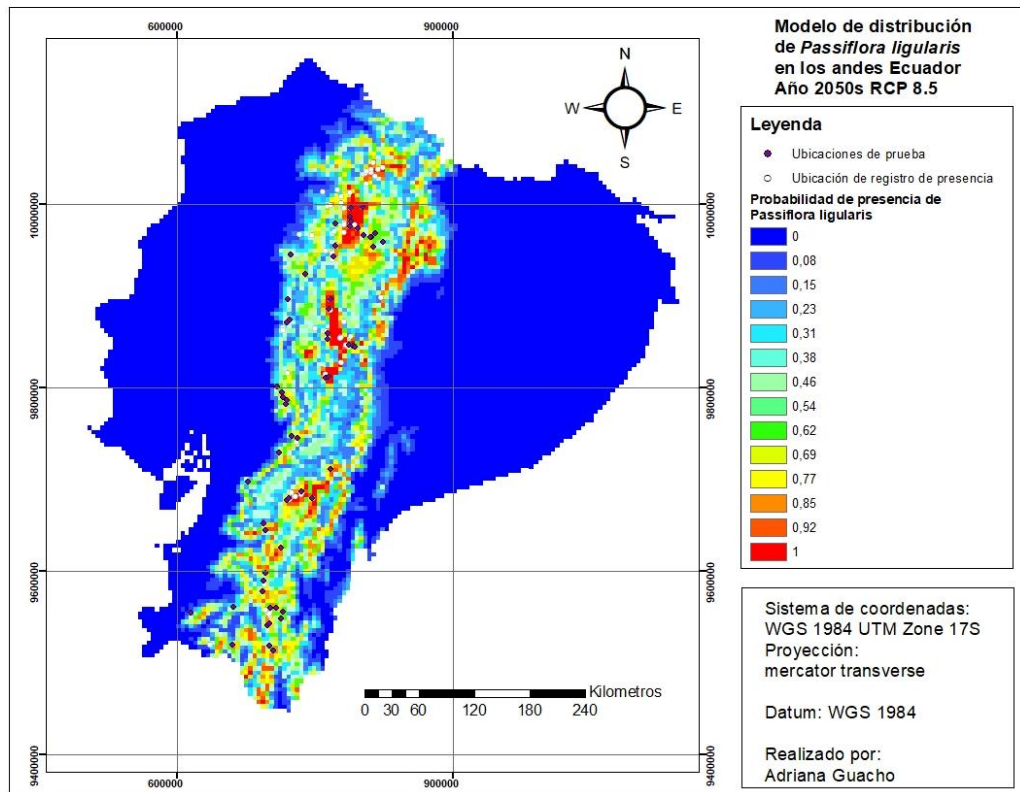 600000
900000
Modelo de distribución
de Passiflora ligularis
en los andes Ecuador
Año 2050s RCP 8.5
N
W
E
S
Leyenda
Ubicaciones de prueba
Ubicación de registro de presencia
Probabilidad de presencia de
Passiflora ligularis
0
0,08
0,15
0,23
0,31
0,38
0,46
0,54
0,62
0,69
0,77
0,85
0,92
1
10000000
10000000
9800000
9800000
9600000
9600000
9400000
9400000
Kilometros
0 30 60 120 180 240
600000
900000
Sistema de coordenadas:
WGS 1984 UTM Zone 17S
Proyección:
mercator transverse
Datum: WGS 1984
Realizado por:
Adriana Guacho